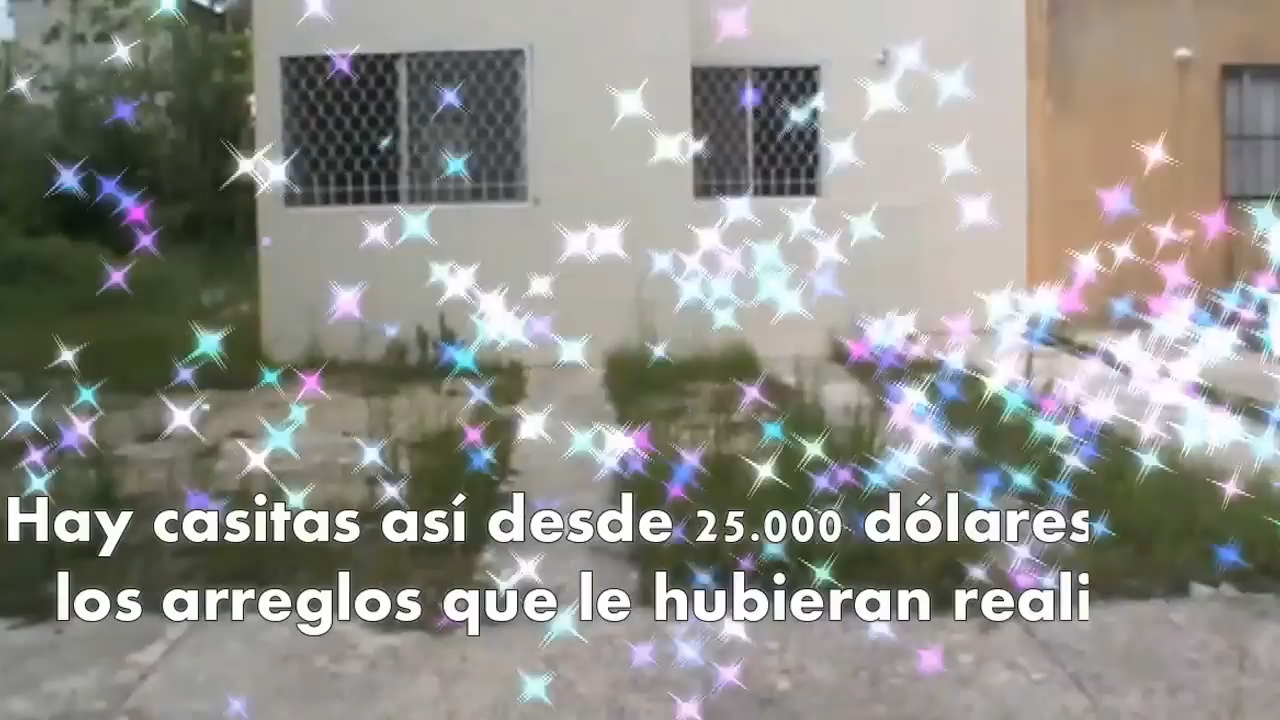 Hay casitas así desde 25.000 dólares
los arreglos que le hubieran reali